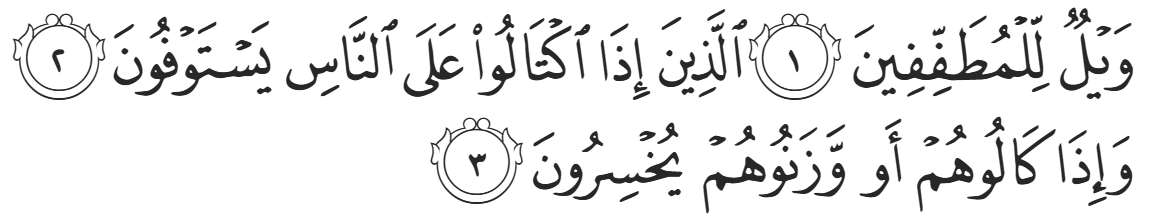 وَيۡلٞ لِّلۡمُطَفِّفِينَ ١ ٱلَّذِينَ إِذَا ٱكۡتَالُواْ عَلَى ٱلنَّاسِ يَسۡتَوۡفُونَ ٢
وَإِذَا كَالُوهُمۡ أَو وَّزَنُوهُمۡ يُخۡسِرُونَ ٣